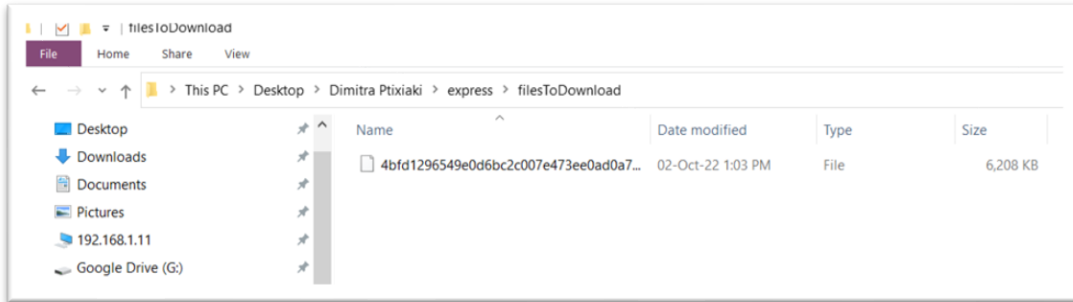 filesToDownload
File Home Share View
This PC > Desktop > Dimitra Ptixiaki > express > filesToDownload
Desktop
Downloads
Documents
Pictures
192.168.1.11
Google Drive (G:)
Name Date modified Type Size
4bfd1296549e0d6bc2c007e473ee0ad0a7... 02-Oct-22 1:03 PM File 6,208 KB